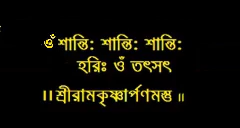 ওঁ শান্তি: শান্তি: শান্তি:
হরিঃ ওঁ তৎসৎ
।। শ্রীরামকৃষ্ণার্পণমস্তু ॥